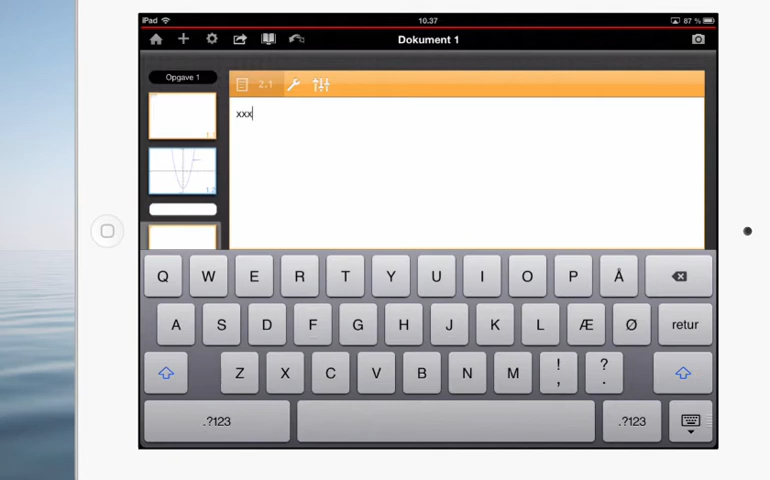 iPad 10.37 87 %
Dokument 1
Opgave 1
2.1
xxx
Q W E R T Y U I O P Å
A S D F G H J K L Æ Ø retur
Z X C V B N M ! , ? .
.?123 .?123